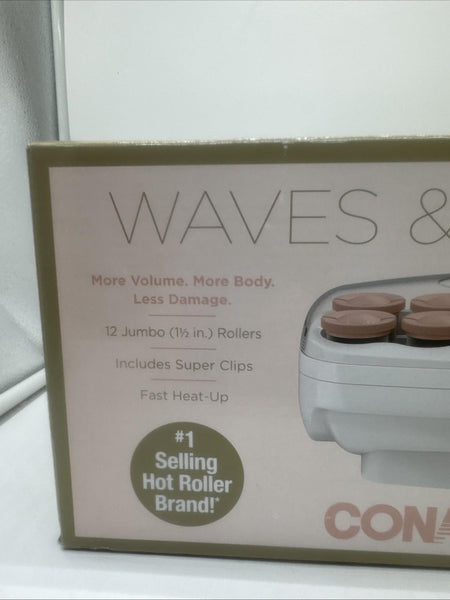 WAVES &
More Volume. More Body.
Less Damage.
12 Jumbo (1½ in.) Rollers
Includes Super Clips
Fast Heat-Up
#1
Selling
Hot Roller
Brand!*
CONA